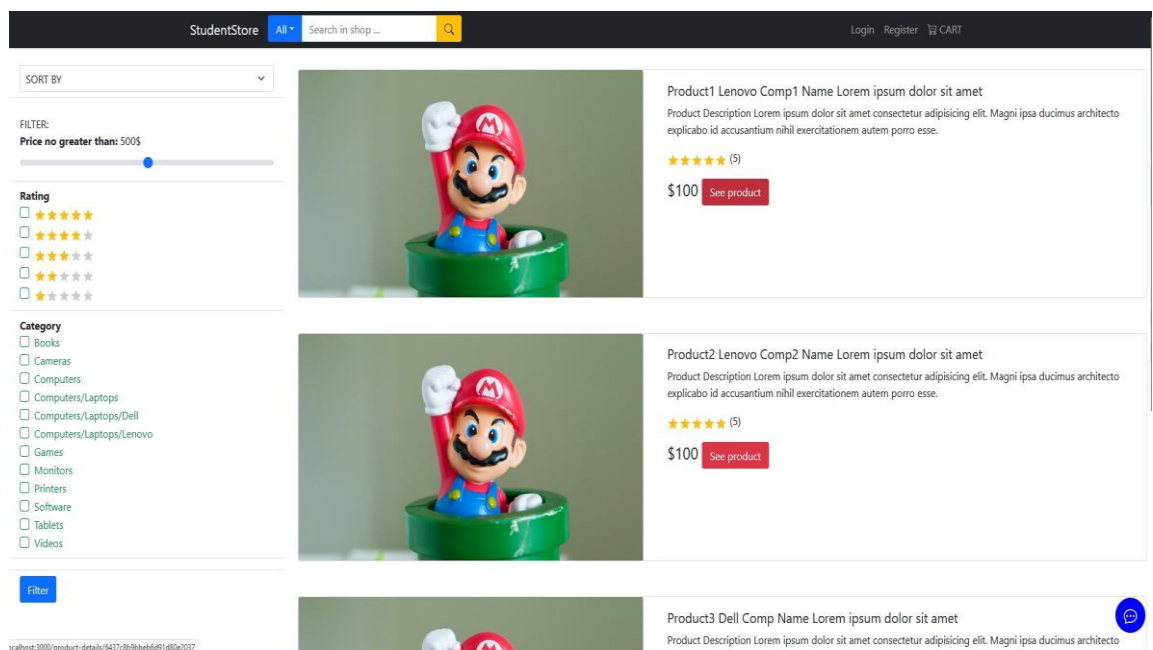 StudentStore All Search in shop ... Login Register CART
SORT BY
FILTER:
Price no greater than: 500$
Rating
Category
Books
Cameras
Computers
Computers/Laptops
Computers/Laptops/Dell
Computers/Laptops/Lenovo
Games
Monitors
Printers
Software
Tablets
Videos
Filter
Product1 Lenovo Comp1 Name Lorem ipsum dolor sit amet
Product Description Lorem ipsum dolor sit amet consectetur adipisicing elit. Magni ipsa ducimus architecto
explicabo id accusantium nihil exercitationem autem porro esse.
(5)
$100 See product
Product2 Lenovo Comp2 Name Lorem ipsum dolor sit amet
Product Description Lorem ipsum dolor sit amet consectetur adipisicing elit. Magni ipsa ducimus architecto
explicabo id accusantium nihil exercitationem autem porro esse.
(5)
$100 See product
Product3 Dell Comp Name Lorem ipsum dolor sit amet
Product Description Lorem ipsum dolor sit amet consectetur adipisicing elit. Magni ipsa ducimus architecto
M
M